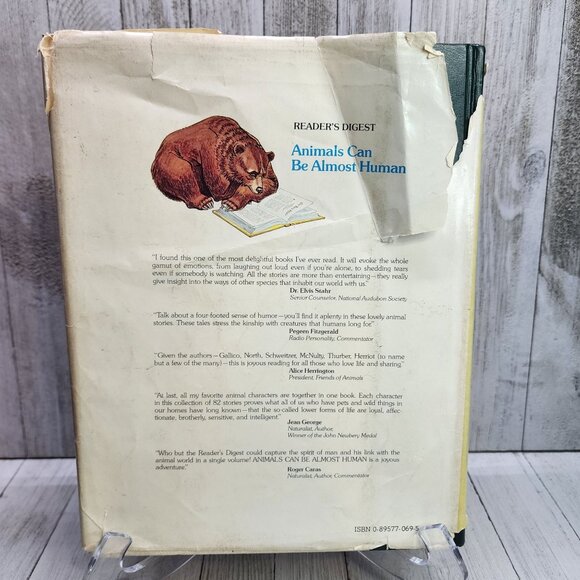 READER'S DIGEST
Animals Can
Be Almost Human
"I found this one of the most delightful books I've ever read. It will evoke the whole
gamut of emotions, from laughing out loud even if you're alone, to shedding tears
even if somebody is watching. All the stories are more than entertaining—they really
give insight into the ways of other species that inhabit our world with us."
Dr. Elvis Stahr
Senior Counselor, National Audubon Society
"Talk about a four-footed sense of humor—you'll find it aplenty in these lovely animal
stories. These tales stress the kinship with creatures that humans long for."
Pegeen Fitzgerald
Radio Personality, Commentator
"Given the authors—Gallico, North, Schweitzer, McNulty, Thurber, Herriot (to name
but a few of the many)—this is joyous reading for all those who love life and sharing."
Alice Herrington
President, Friends of Animals
"At last, all my favorite animal characters are together in one book. Each character
in this collection of 82 stories proves what all of us who have pets and wild things in
our homes have long known—that the so-called lower forms of life are loyal, affec-
tionate, brotherly, sensitive, and intelligent."
Jean George
Naturalist, Author,
Winner of the John Newbery Medal
"Who but the Reader's Digest could capture the spirit of man and his link with the
animal world in a single volume! ANIMALS CAN BE ALMOST HUMAN is a joyous
adventure."
Roger Caras
Naturalist, Author, Commentator
ISBN 0-89577-069-5